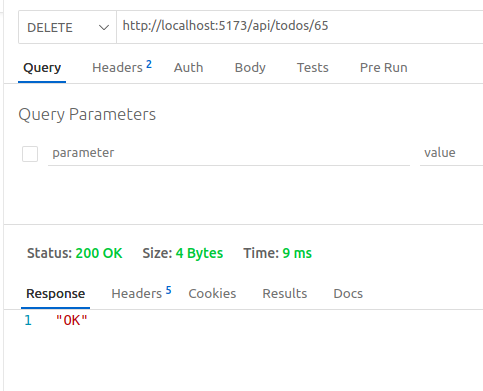 DELETE http://localhost:5173/api/todos/65
Query Headers 2 Auth Body Tests Pre Run
Query Parameters
parameter value
Status: 200 OK Size: 4 Bytes Time: 9 ms
Response Headers 5 Cookies Results Docs
1 "OK"